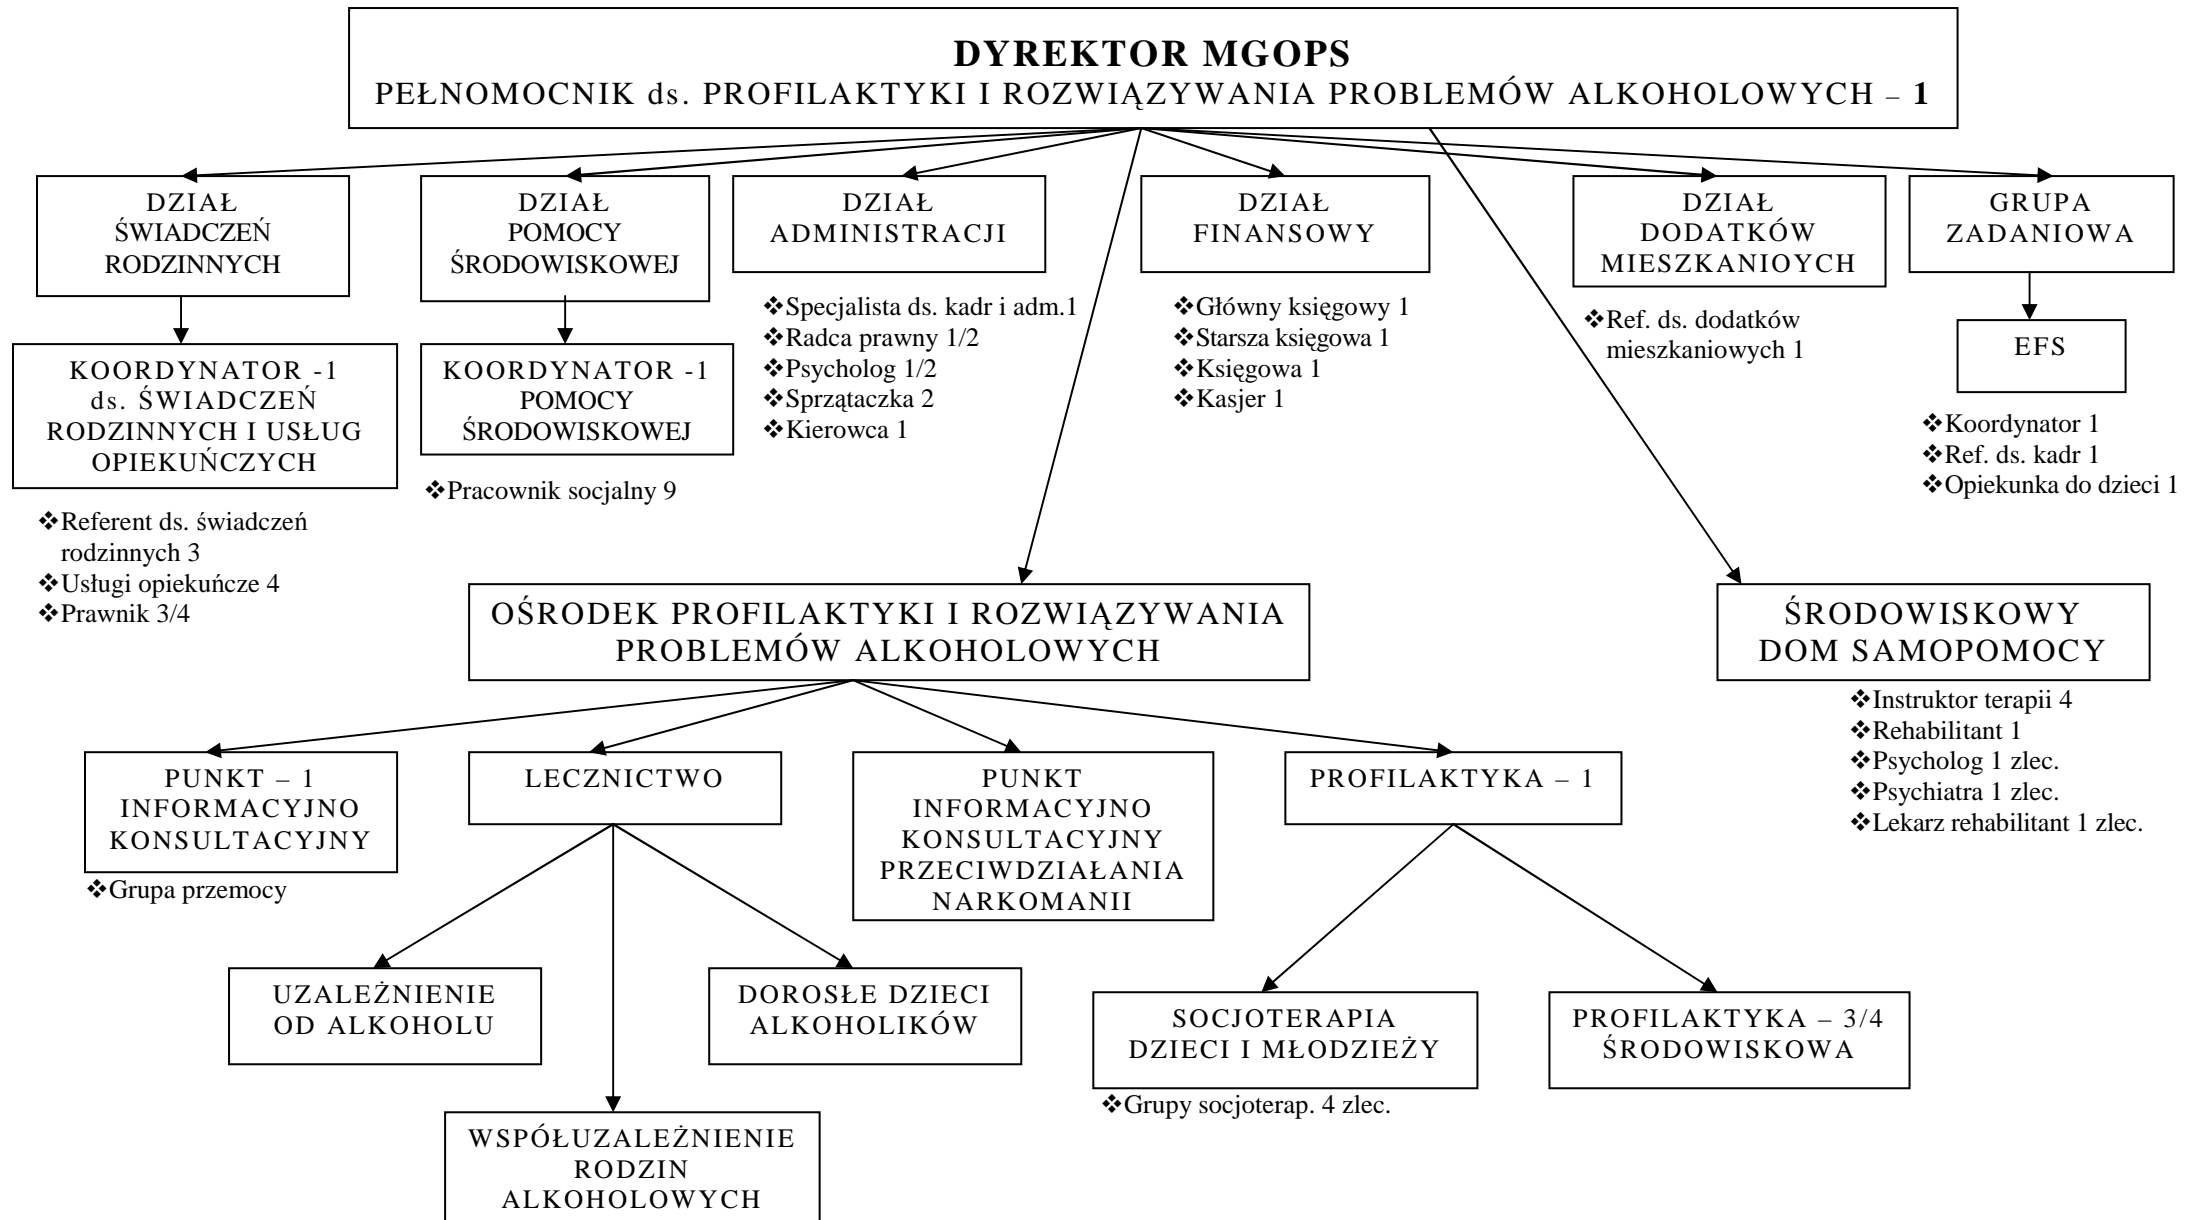 DYREKTOR MGOPS
PEŁNOMOCNIK ds. PROFILAKTYKI I ROZWIĄZYWANIA PROBLEMÓW ALKOHOLOWYCH – 1
DZIAŁ
ŚWIADCZEŃ
RODZINNYCH
DZIAŁ
POMOCY
ŚRODOWISKOWEJ
DZIAŁ
ADMINISTRACJI
DZIAŁ
FINANSOWY
DZIAŁ
DODATKÓW
MIESZKANIOYCH
GRUPA
ZADANIOWA
KOORDYNATOR -1
ds. ŚWIADCZEŃ
RODZINNYCH I USŁUG
OPIEKUŃCZYCH
❖Referent ds. świadczeń
rodzinnych 3
❖Usługi opiekuńcze 4
❖Prawnik 3/4
KOORDYNATOR -1
POMOCY
ŚRODOWISKOWEJ
❖Pracownik socjalny 9
❖Specjalista ds. kadr i adm.1
❖Radca prawny 1/2
❖Psycholog 1/2
❖Sprzątaczka 2
❖Kierowca 1
❖Główny księgowy 1
❖Starsza księgowa 1
❖Księgowa 1
❖Kasjer 1
❖Ref. ds. dodatków
mieszkaniowych 1
EFS
❖Koordynator 1
❖Ref. ds. kadr 1
❖Opiekunka do dzieci 1
OŚRODEK PROFILAKTYKI I ROZWIĄZYWANIA
PROBLEMÓW ALKOHOLOWYCH
ŚRODOWISKOWY
DOM SAMOPOMOCY
❖Instruktor terapii 4
❖Rehabilitant 1
❖Psycholog 1 zlec.
❖Psychiatra 1 zlec.
❖Lekarz rehabilitant 1 zlec.
PUNKT – 1
INFORMACYJNO
KONSULTACYJNY
❖Grupa przemocy
LECZNICTWO
PUNKT
INFORMACYJNO
KONSULTACYJNY
PRZECIWDZIAŁANIA
NARKOMANII
PROFILAKTYKA – 1
UZALEŻNIENIE
OD ALKOHOLU
DOROSŁE DZIECI
ALKOHOLIKÓW
SOCJOTERAPIA
DZIECI I MŁODZIEŻY
❖Grupy socjoterap. 4 zlec.
PROFILAKTYKA – 3/4
ŚRODOWISKOWA
WSPÓŁUZALEŻNIENIE
RODZIN
ALKOHOLOWYCH